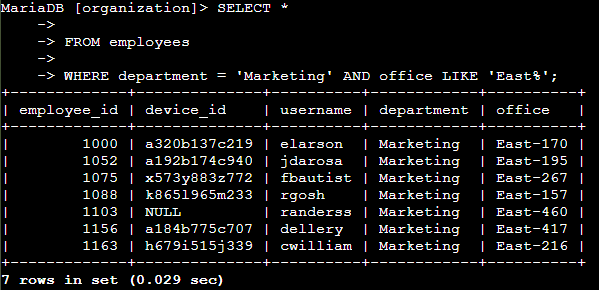 MariaDB [organization]> SELECT *
    ->
    -> FROM employees
    ->
    -> WHERE department = 'Marketing' AND office LIKE 'East%';
+-------------+--------------+----------+------------+----------+
| employee_id | device_id    | username | department | office   |
+-------------+--------------+----------+------------+----------+
|        1000 | a320b137c219 | elarson  | Marketing  | East-170 |
|        1052 | a192b174c940 | jdarosa  | Marketing  | East-195 |
|        1075 | x573y883z772 | fbautist | Marketing  | East-267 |
|        1088 | k865l965m233 | rgosh    | Marketing  | East-157 |
|        1103 | NULL         | randerss | Marketing  | East-460 |
|        1156 | a184b775c707 | dellery  | Marketing  | East-417 |
|        1163 | h679i515j339 | cwilliam | Marketing  | East-216 |
+-------------+--------------+----------+------------+----------+
7 rows in set (0.029 sec)